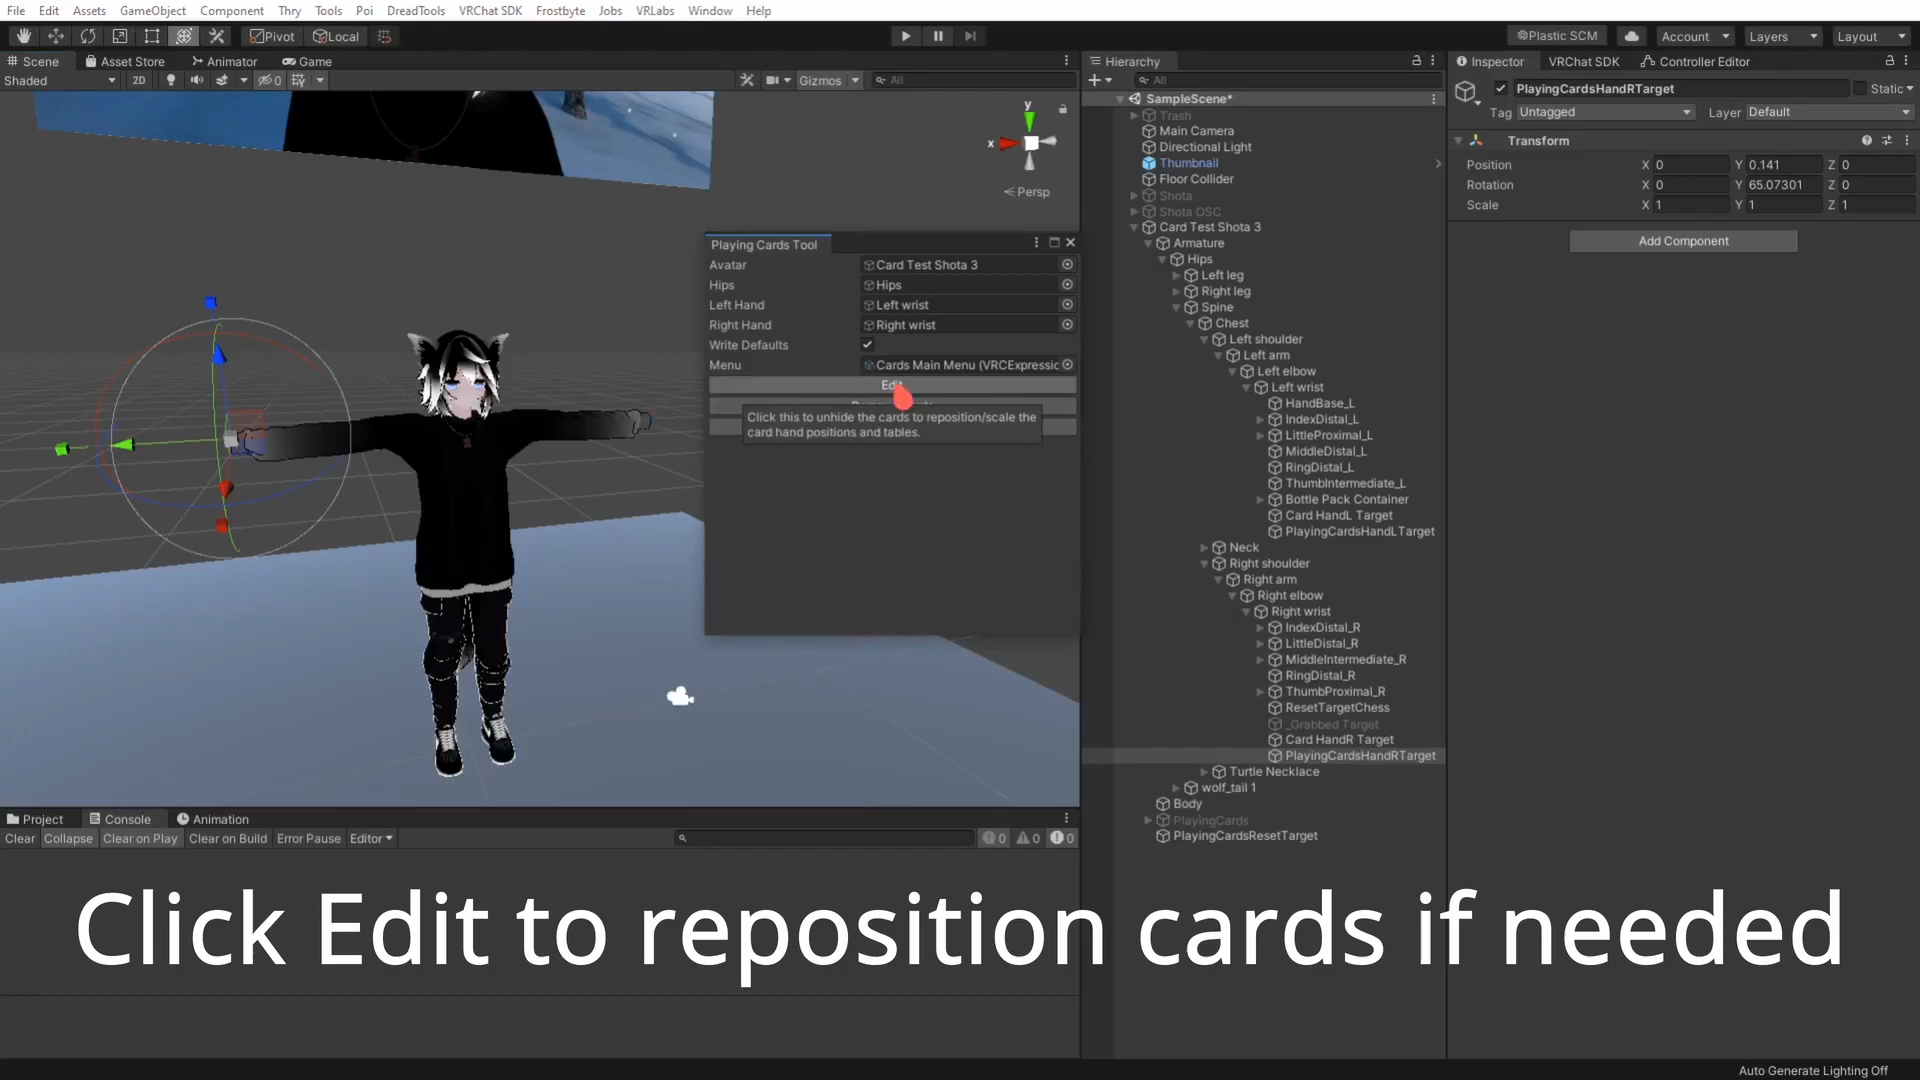 File Edit Assets GameObject Component Thry Tools Poi DreadTools VRChat SDK Frostbyte Jobs VRLabs Window Help
Pivot Local Plastic SCM Account Layers Layout
Scene Asset Store Animator Game
Shaded 2D 0 Gizmos All
y
x
Persp
Playing Cards Tool
Avatar Card Test Shota 3
Hips Hips
Left Hand Left wrist
Right Hand Right wrist
Write Defaults
Menu Cards Main Menu (VRCExpressic
Click this to unhide the cards to reposition/scale the
card hand positions and tables.
Hierarchy
All
SampleScene*
Trash
Main Camera
Directional Light
Thumbnail
Floor Collider
Shota
Shota OSC
Card Test Shota 3
Armature
Hips
Left leg
Right leg
Spine
Chest
Left shoulder
Left arm
Left elbow
Left wrist
HandBase_L
IndexDistal_L
LittleProximal_L
MiddleDistal_L
RingDistal_L
ThumbIntermediate_L
Bottle Pack Container
Card HandL Target
PlayingCardsHandLTarget
Neck
Right shoulder
Right arm
Right elbow
Right wrist
IndexDistal_R
LittleDistal_R
MiddleIntermediate_R
RingDistal_R
ThumbProximal_R
ResetTargetChess
_Grabbed Target
Card HandR Target
PlayingCardsHandRTarget
Turtle Necklace
wolf_tail 1
Body
PlayingCards
PlayingCardsResetTarget
Inspector VRChat SDK Controller Editor
PlayingCardsHandRTarget Static
Tag Untagged Layer Default
Transform
Position X 0 Y 0.141 Z 0
Rotation X 0 Y 65.07301 Z 0
Scale X 1 Y 1 Z 1
Add Component
Project Console Animation
Clear Collapse Clear on Play Clear on Build Error Pause Editor 0 0 0
Click Edit to reposition cards if needed
Auto Generate Lighting Off